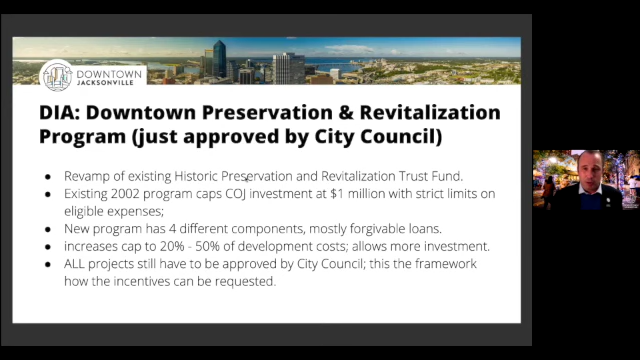 DOWNTOWN
JACKSONVILLE
DIA: Downtown Preservation & Revitalization
Program (just approved by City Council)
● Revamp of existing Historic Preservation and Revitalization Trust Fund.
● Existing 2002 program caps COJ investment at $1 million with strict limits on
eligible expenses;
● New program has 4 different components, mostly forgivable loans.
● increases cap to 20% - 50% of development costs; allows more investment.
● ALL projects still have to be approved by City Council; this the framework
how the incentives can be requested.